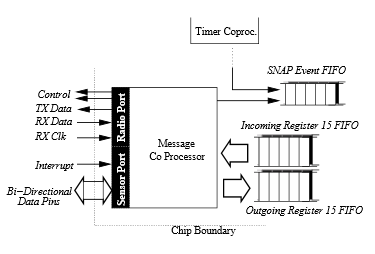 Timer Coproc.
SNAP Event FIFO
Control
TX Data
RX Data
RX Clk
Interrupt
Bi-Directional
Data Pins
Radio Port
Sensor Port
Message
Co Processor
Incoming Register 15 FIFO
Outgoing Register 15 FIFO
Chip Boundary